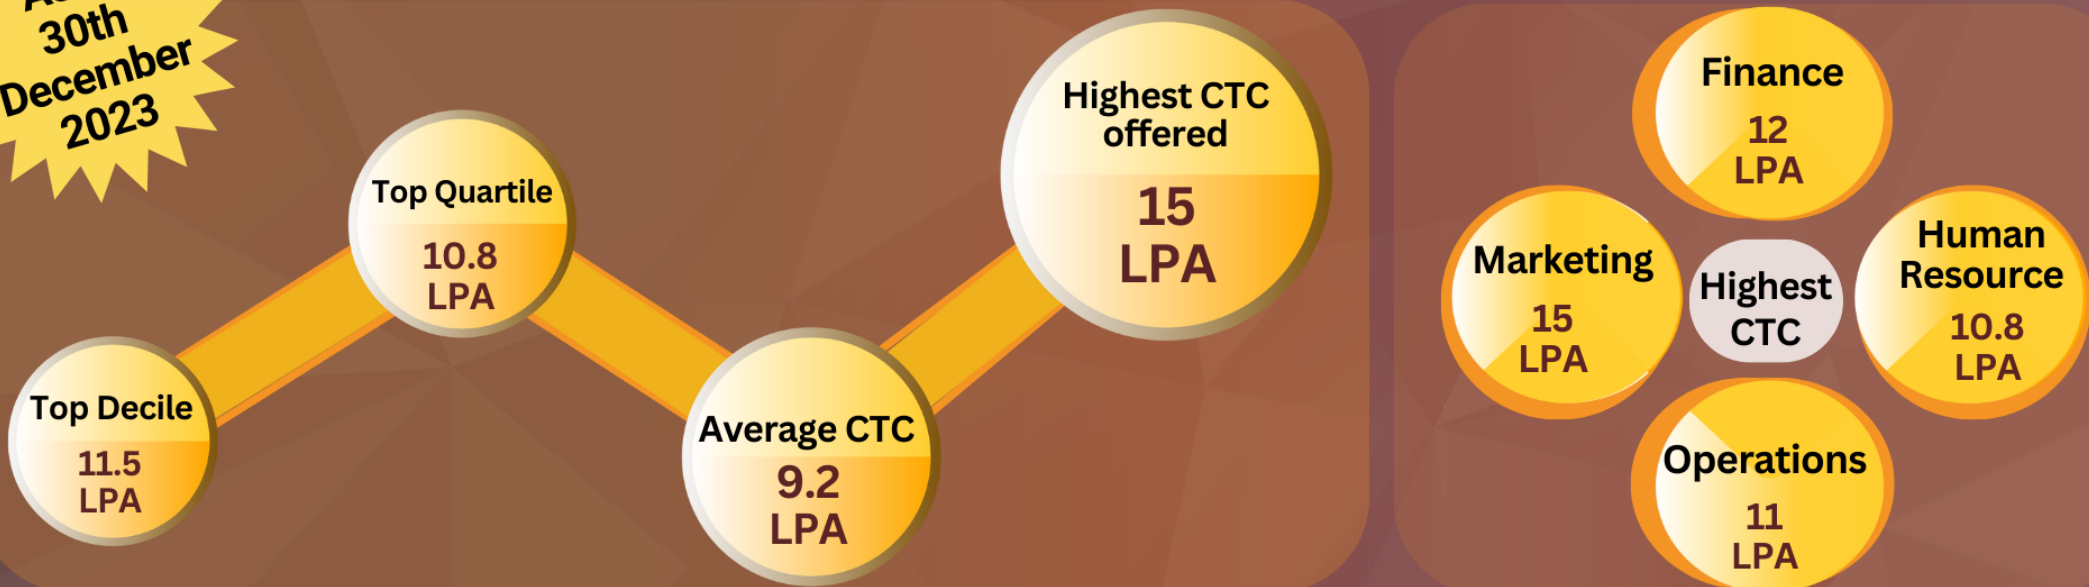 30th
December
2023
Top Decile
11.5
LPA
Top Quartile
10.8
LPA
Average CTC
9.2
LPA
Highest CTC
offered
15
LPA
Finance
12
LPA
Marketing
15
LPA
Highest
CTC
Human
Resource
10.8
LPA
Operations
11
LPA